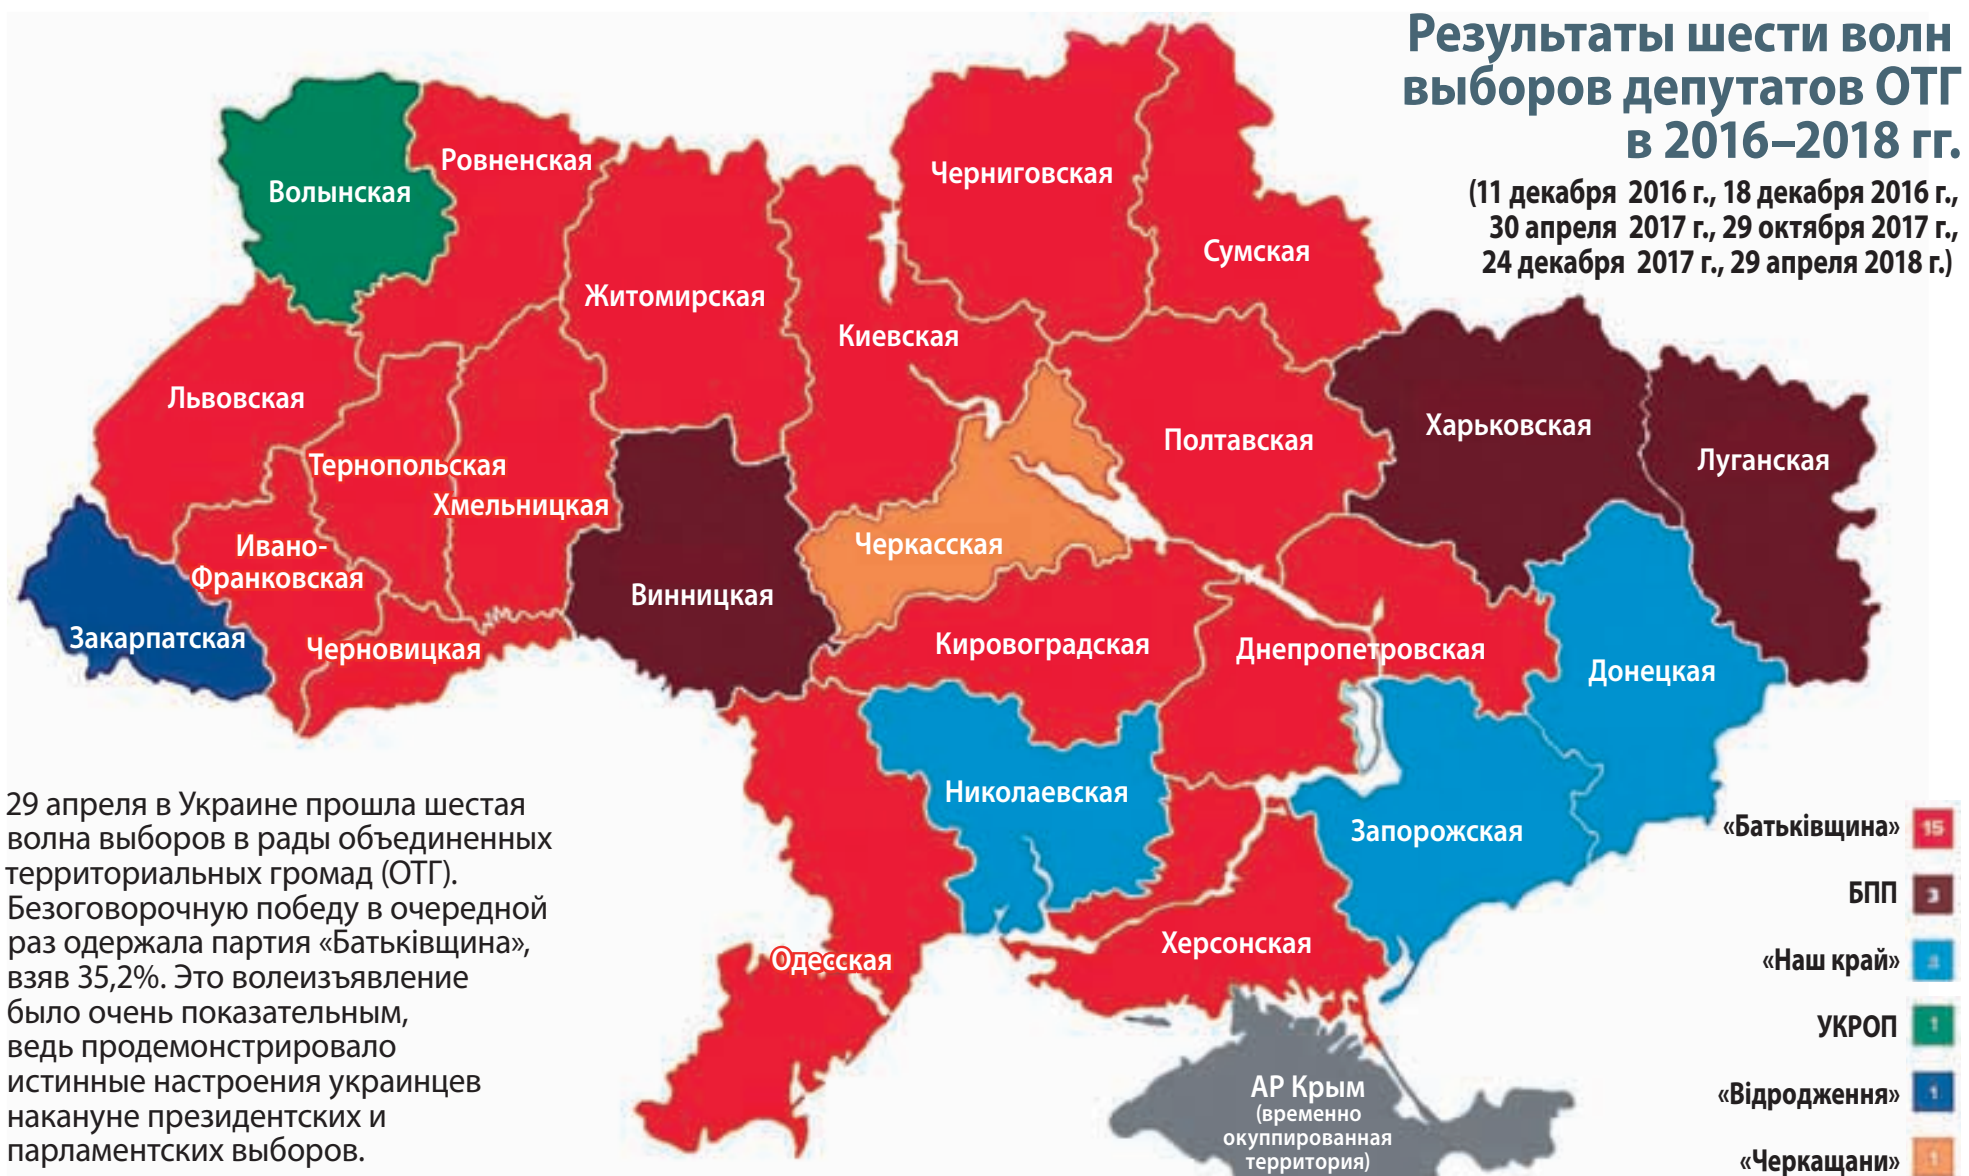 Результаты шести волн
выборов депутатов ОТГ
в 2016–2018 гг.
(11 декабря 2016 г., 18 декабря 2016 г.,
30 апреля 2017 г., 29 октября 2017 г.,
24 декабря 2017 г., 29 апреля 2018 г.)
Волынская
Ровненская
Житомирская
Киевская
Черниговская
Сумская
Львовская
Тернопольская
Хмельницкая
Ивано-
Франковская
Закарпатская
Черновицкая
Винницкая
Черкасская
Полтавская
Харьковская
Луганская
Кировоградская
Днепропетровская
Донецкая
Николаевская
Запорожская
Одесская
Херсонская
АР Крым
(временно
оккупированная
территория)
29 апреля в Украине прошла шестая
волна выборов в рады объединенных
территориальных громад (ОТГ).
Безоговорочную победу в очередной
раз одержала партия «Батькiвщина»,
взяв 35,2%. Это волеизъявление
было очень показательным,
ведь продемонстрировало
истинные настроения украинцев
накануне президентских и
парламентских выборов.
«Батькiвщина» 15
БПП 3
«Наш край»
УКРОП 1
«Вiдродження» 1
«Черкащани» 1